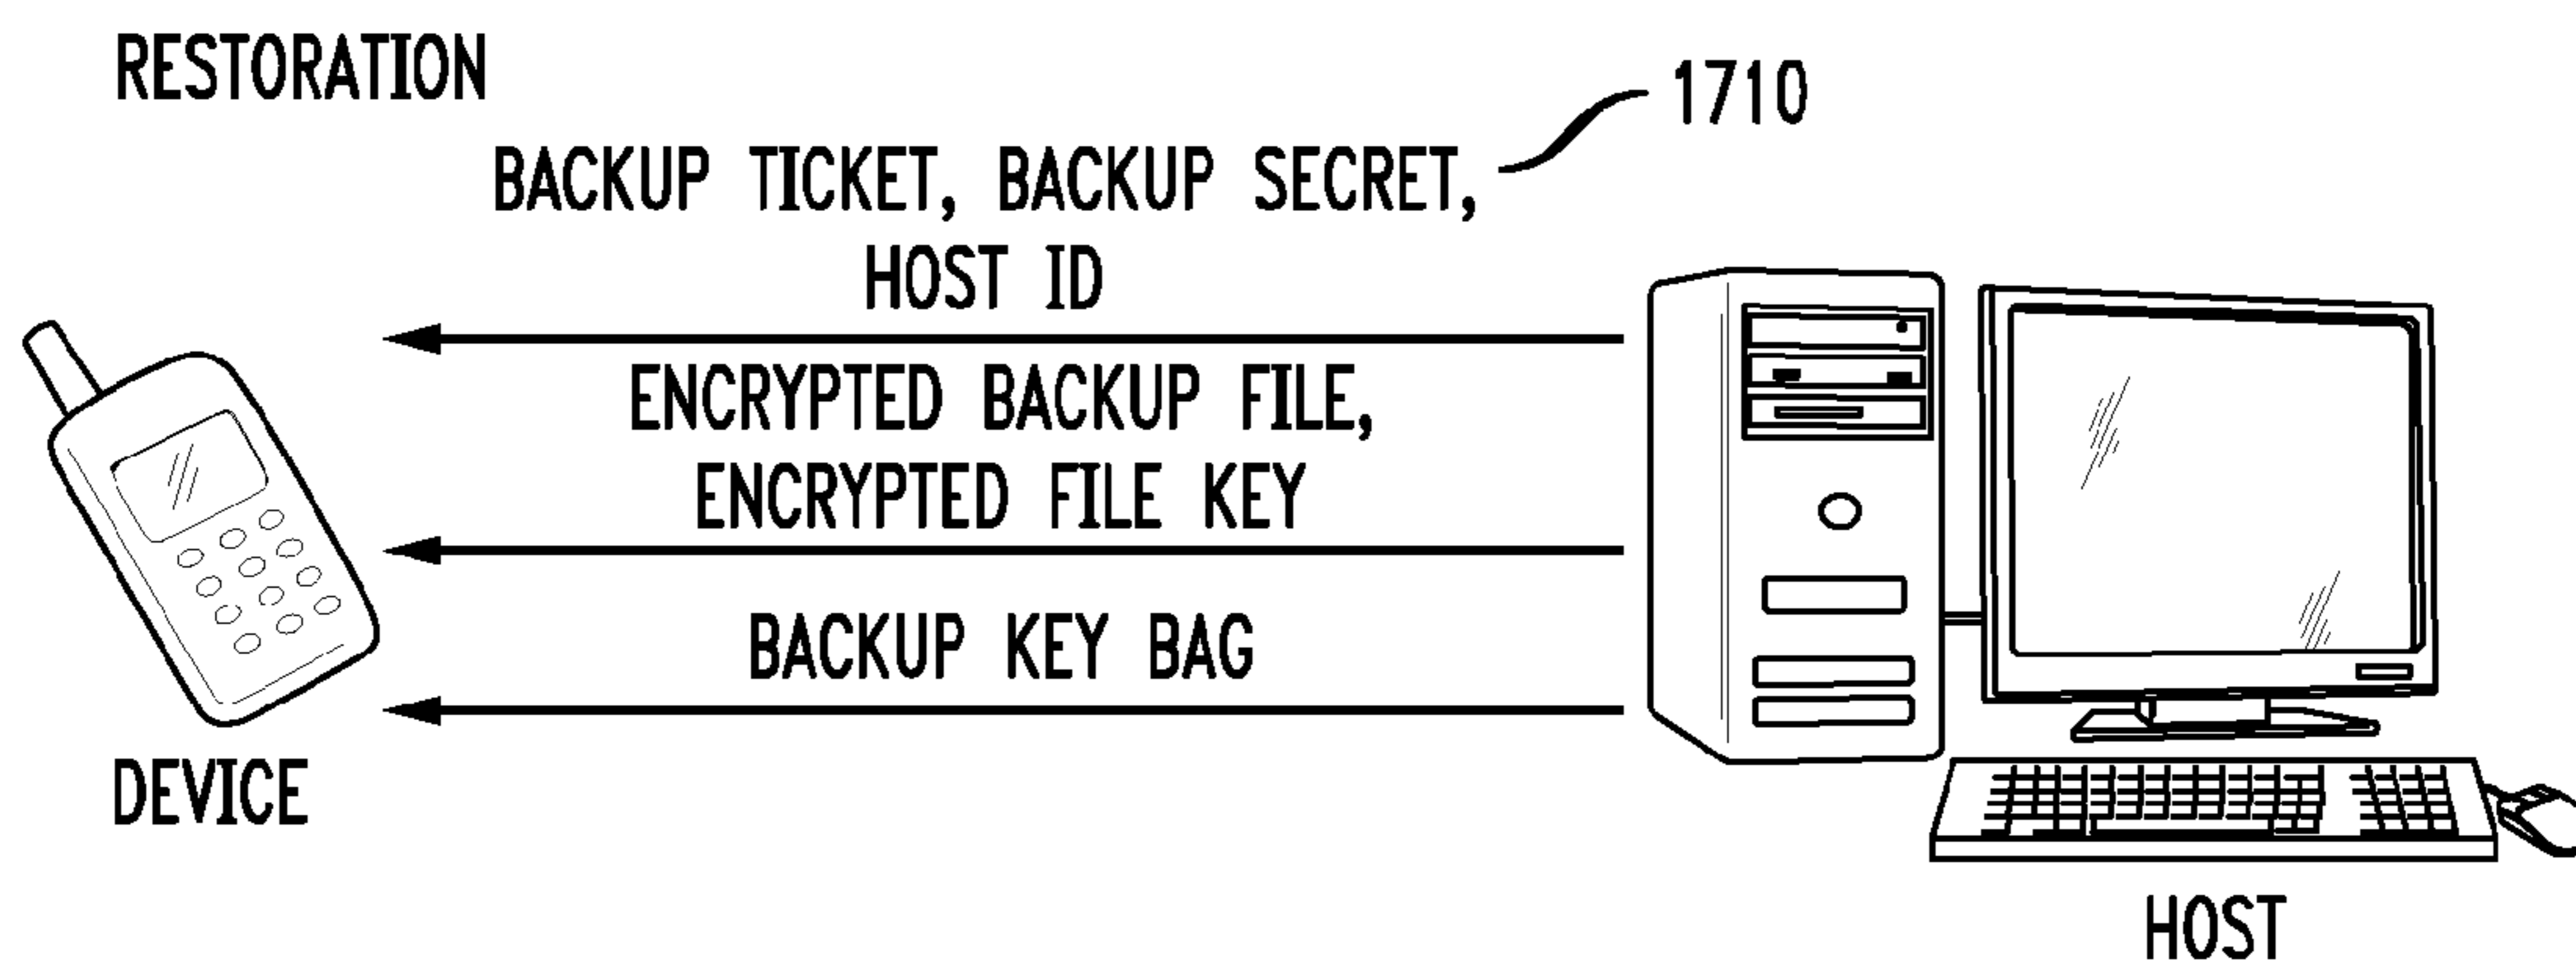 RESTORATION
1710
BACKUP TICKET, BACKUP SECRET,
HOST ID
ENCRYPTED BACKUP FILE,
ENCRYPTED FILE KEY
BACKUP KEY BAG
DEVICE
HOST